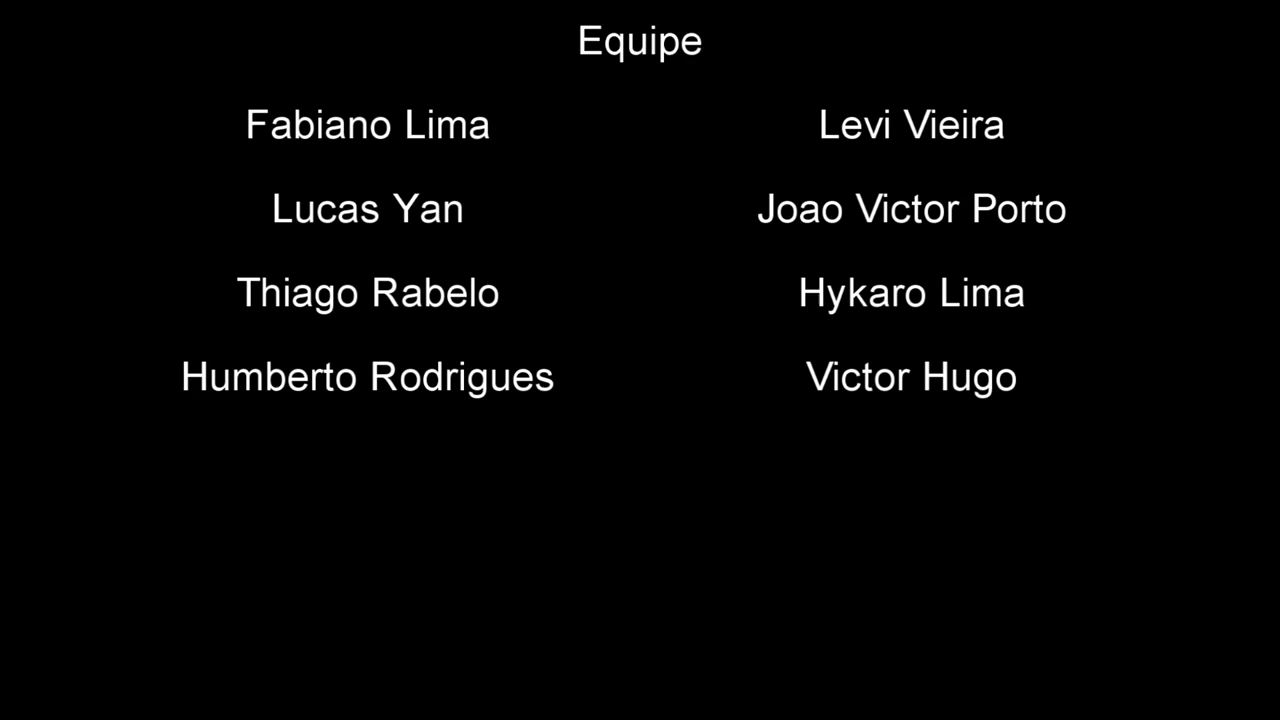 Equipe
Fabiano Lima
Levi Vieira
Lucas Yan
Joao Victor Porto
Thiago Rabelo
Hykaro Lima
Humberto Rodrigues
Victor Hugo